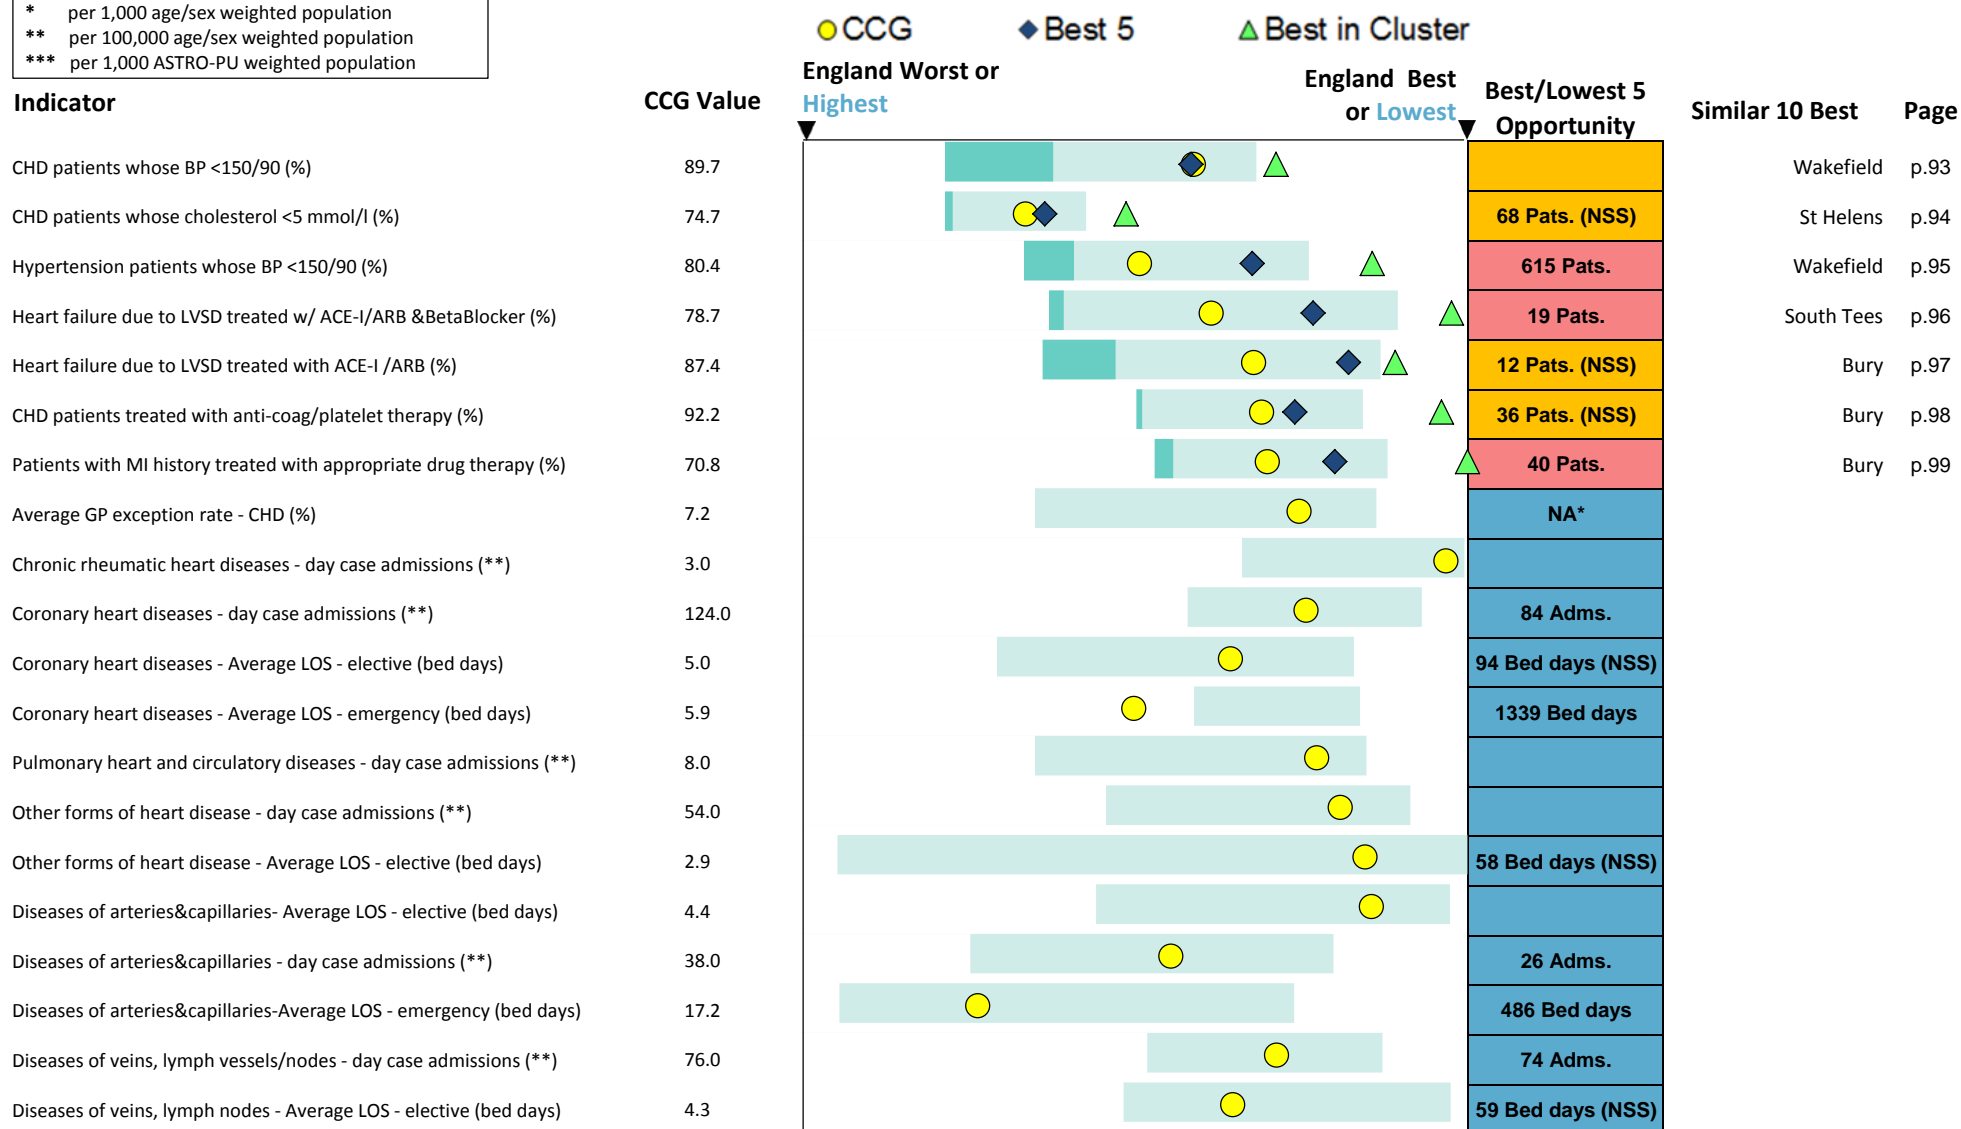 * per 1,000 age/sex weighted population
** per 100,000 age/sex weighted population
*** per 1,000 ASTRO-PU weighted population
CCG Best 5 Best in Cluster
Indicator CCG Value England Worst or Highest England Best or Lowest Best/Lowest 5 Opportunity Similar 10 Best Page
CHD patients whose BP <150/90 (%) 89.7 Wakefield p.93
CHD patients whose cholesterol <5 mmol/l (%) 74.7 68 Pats. (NSS) St Helens p.94
Hypertension patients whose BP <150/90 (%) 80.4 615 Pats. Wakefield p.95
Heart failure due to LVSD treated w/ ACE-I/ARB &BetaBlocker (%) 78.7 19 Pats. South Tees p.96
Heart failure due to LVSD treated with ACE-I /ARB (%) 87.4 12 Pats. (NSS) Bury p.97
CHD patients treated with anti-coag/platelet therapy (%) 92.2 36 Pats. (NSS) Bury p.98
Patients with MI history treated with appropriate drug therapy (%) 70.8 40 Pats. Bury p.99
Average GP exception rate - CHD (%) 7.2 NA*
Chronic rheumatic heart diseases - day case admissions (**) 3.0
Coronary heart diseases - day case admissions (**) 124.0 84 Adms.
Coronary heart diseases - Average LOS - elective (bed days) 5.0 94 Bed days (NSS)
Coronary heart diseases - Average LOS - emergency (bed days) 5.9 1339 Bed days
Pulmonary heart and circulatory diseases - day case admissions (**) 8.0
Other forms of heart disease - day case admissions (**) 54.0
Other forms of heart disease - Average LOS - elective (bed days) 2.9 58 Bed days (NSS)
Diseases of arteries&capillaries- Average LOS - elective (bed days) 4.4
Diseases of arteries&capillaries - day case admissions (**) 38.0 26 Adms.
Diseases of arteries&capillaries-Average LOS - emergency (bed days) 17.2 486 Bed days
Diseases of veins, lymph vessels/nodes - day case admissions (**) 76.0 74 Adms.
Diseases of veins, lymph nodes - Average LOS - elective (bed days) 4.3 59 Bed days (NSS)